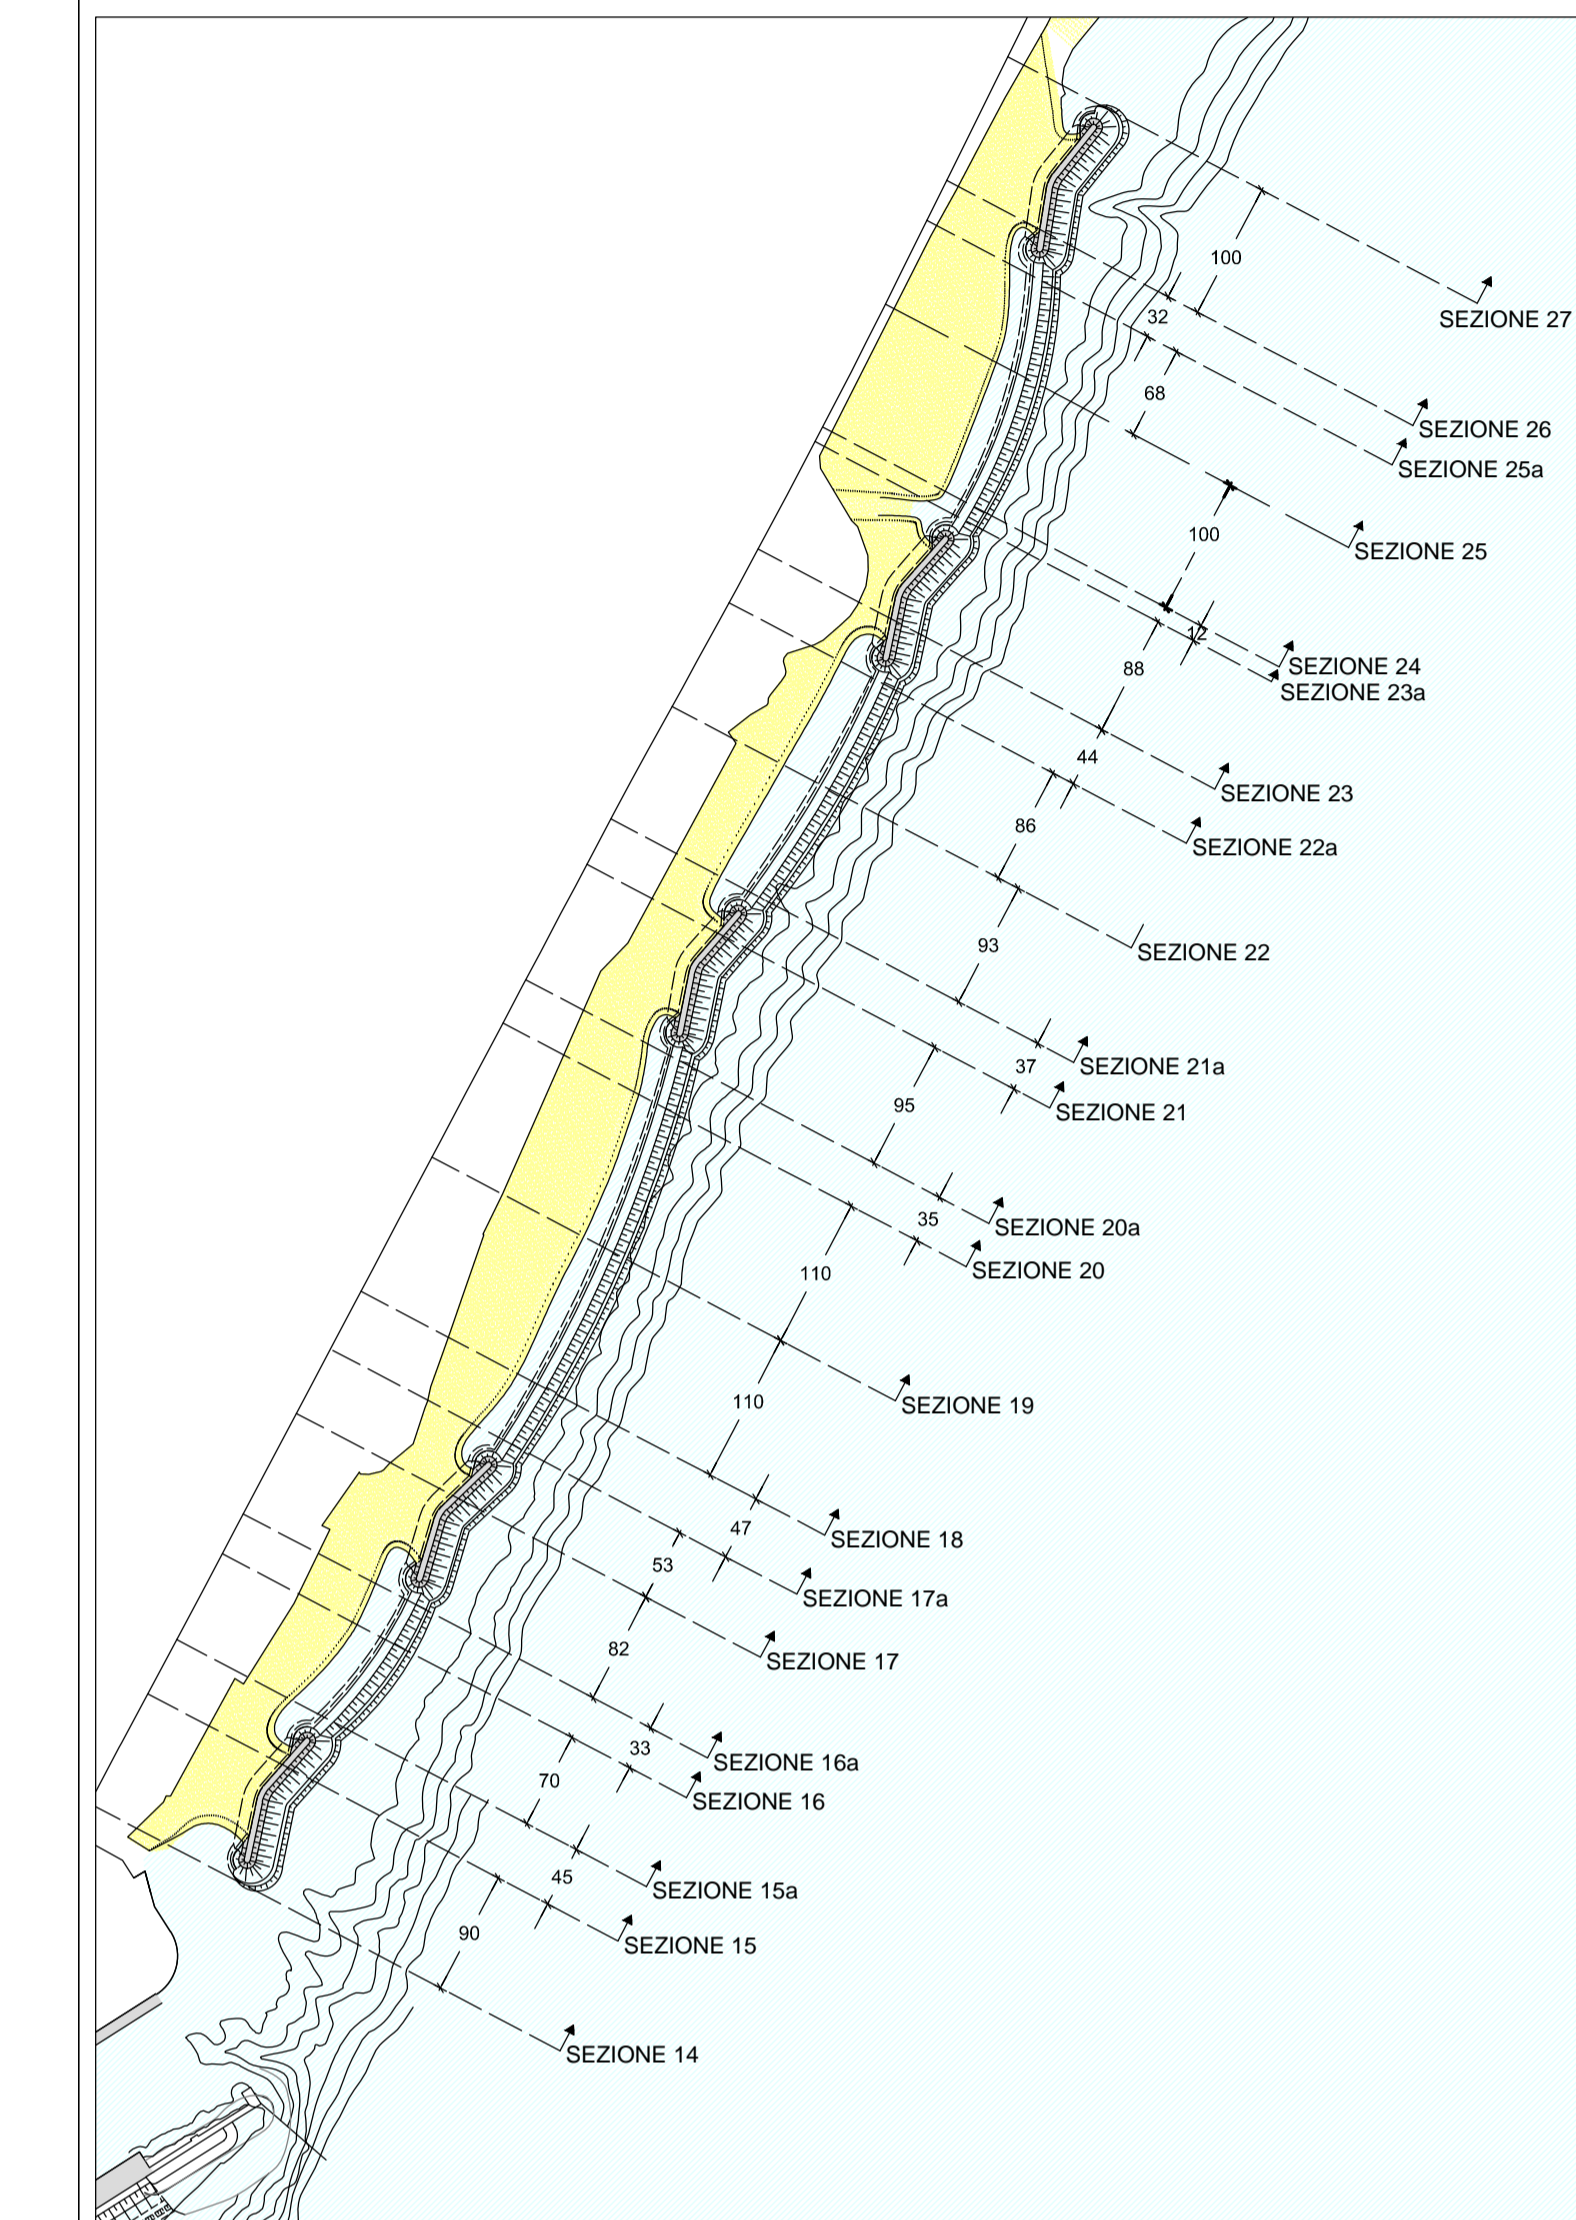 100
SEZIONE 27
32
68
SEZIONE 26
SEZIONE 25a
100
SEZIONE 25
12
SEZIONE 24
88
SEZIONE 23a
44
SEZIONE 23
86
SEZIONE 22a
93
SEZIONE 22
37
SEZIONE 21a
95
SEZIONE 21
35
SEZIONE 20a
110
SEZIONE 20
110
SEZIONE 19
47
SEZIONE 18
53
SEZIONE 17a
82
SEZIONE 17
33
SEZIONE 16a
70
SEZIONE 16
45
SEZIONE 15a
90
SEZIONE 15
SEZIONE 14